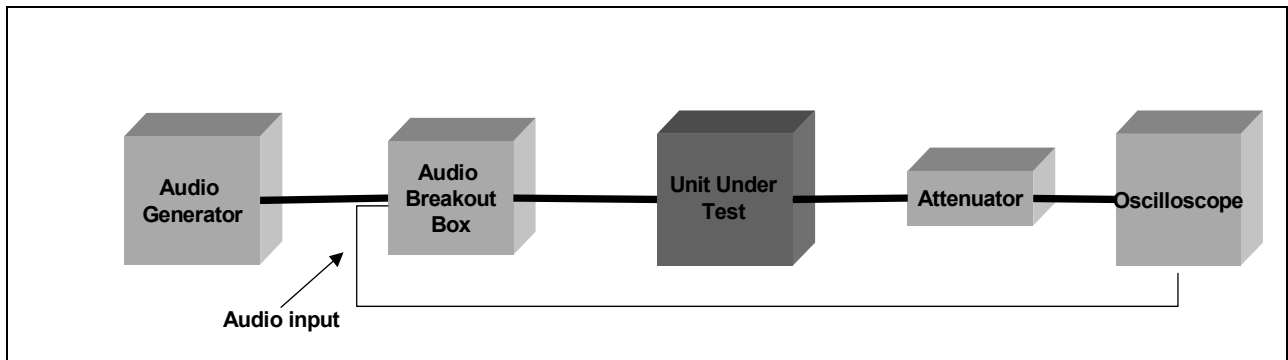 Audio
Generator
Audio
Breakout
Box
Unit Under
Test
Attenuator
Oscilloscope
Audio input